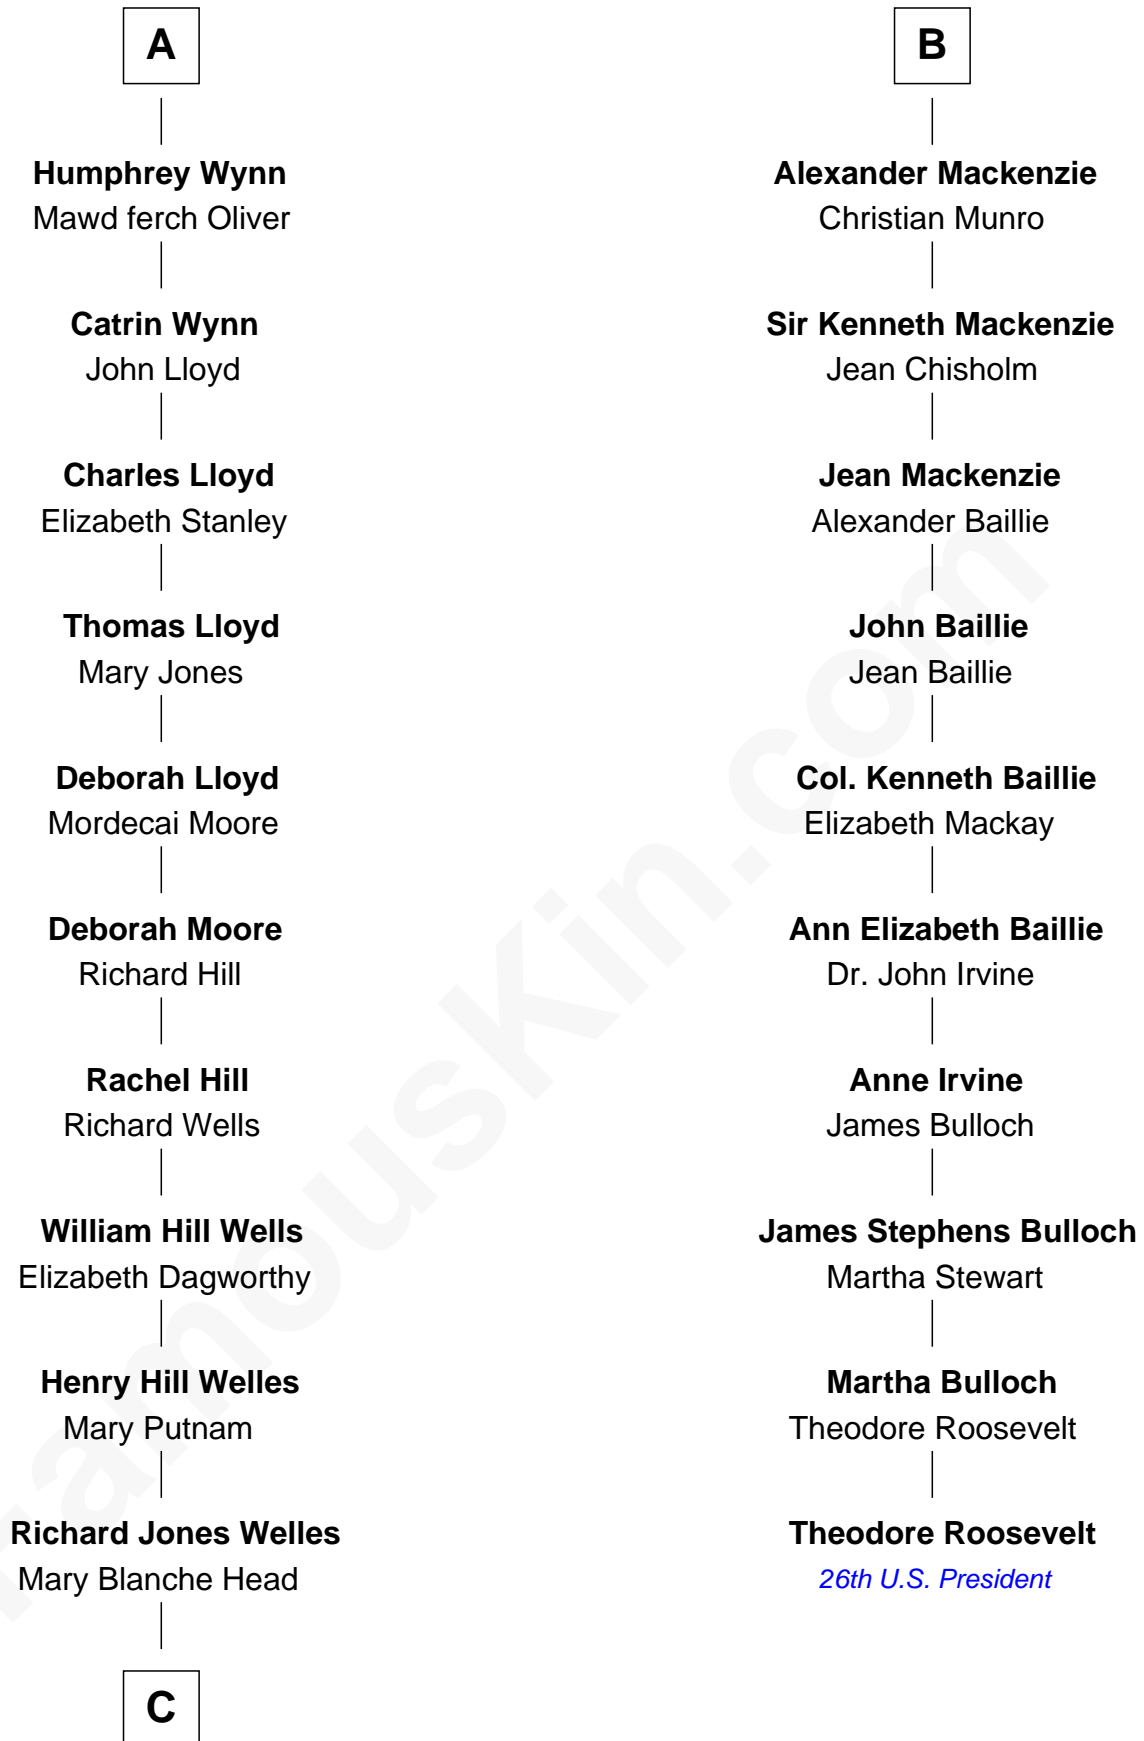 A
Humphrey Wynn
Mawd ferch Oliver
Catrin Wynn
John Lloyd
Charles Lloyd
Elizabeth Stanley
Thomas Lloyd
Mary Jones
Deborah Lloyd
Mordecai Moore
Deborah Moore
Richard Hill
Rachel Hill
Richard Wells
William Hill Wells
Elizabeth Dagworthy
Henry Hill Welles
Mary Putnam
Richard Jones Welles
Mary Blanche Head
C
B
Alexander Mackenzie
Christian Munro
Sir Kenneth Mackenzie
Jean Chisholm
Jean Mackenzie
Alexander Baillie
John Baillie
Jean Baillie
Col. Kenneth Baillie
Elizabeth Mackay
Ann Elizabeth Baillie
Dr. John Irvine
Anne Irvine
James Bulloch
James Stephens Bulloch
Martha Stewart
Martha Bulloch
Theodore Roosevelt
Theodore Roosevelt
26th U.S. President
FamousKin.com